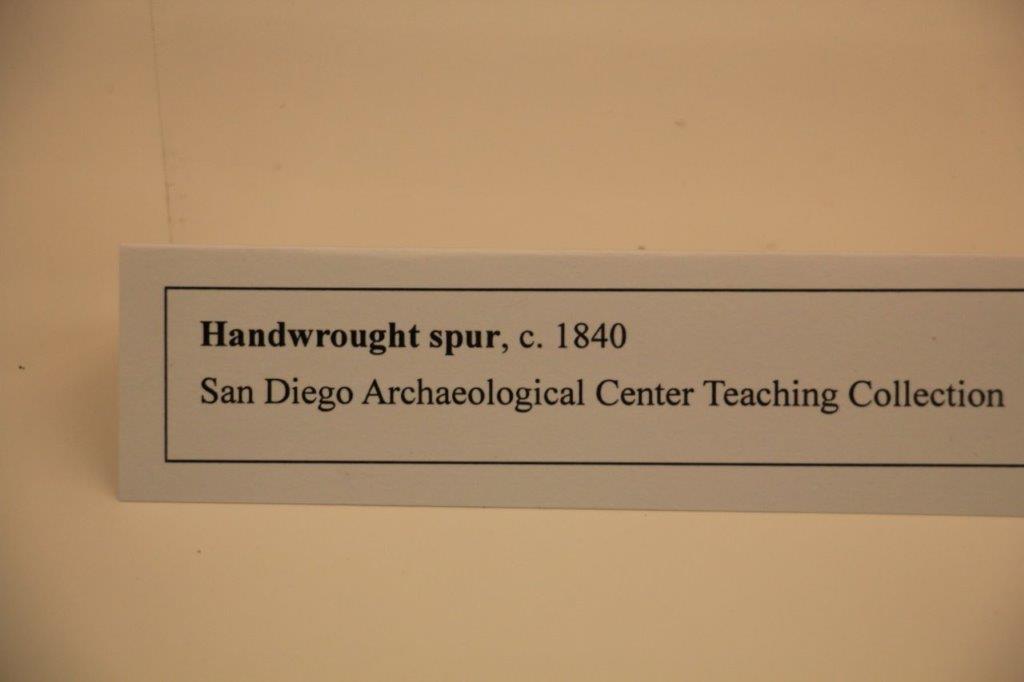 Handwrought spur, c. 1840
San Diego Archaeological Center Teaching Collection